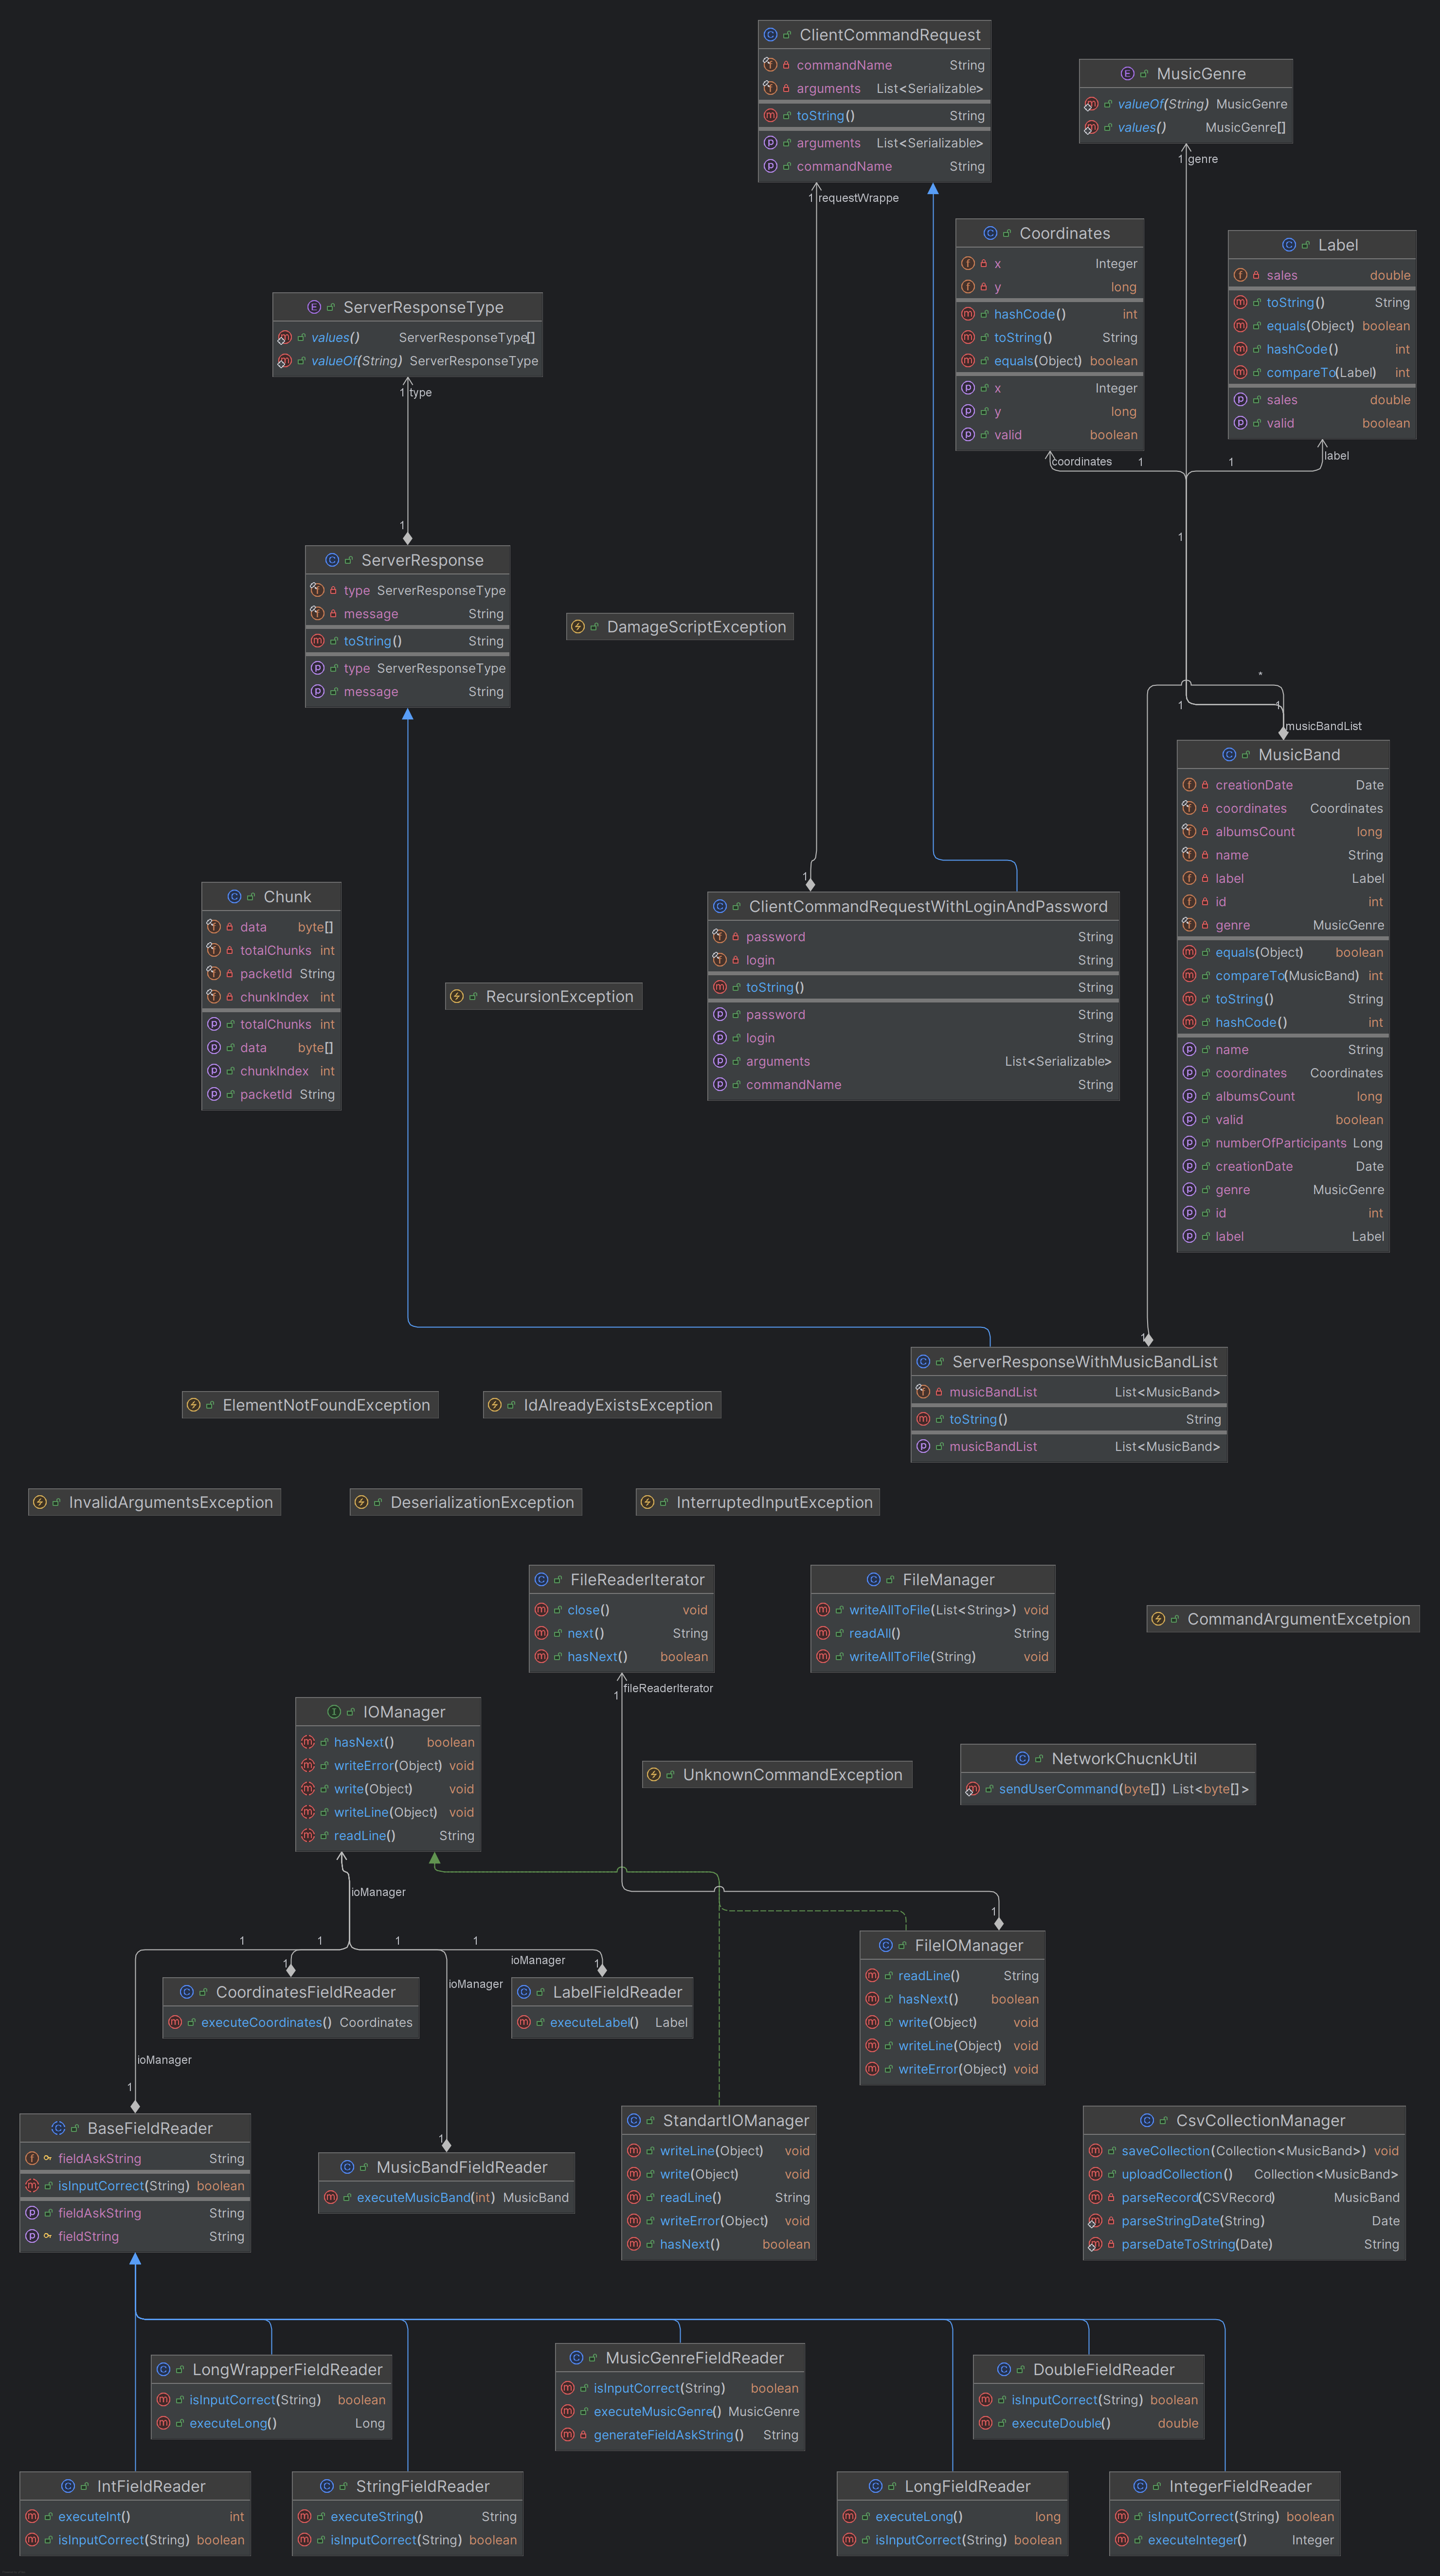 ClientCommandRequest
commandName String
arguments List<Serializable>
toString() String
arguments List<Serializable>
commandName String
1 requestWrappe
MusicGenre
valueOf(String) MusicGenre
values() MusicGenre[]
1 genre
Coordinates
x Integer
y long
hashCode() int
toString() String
equals(Object) boolean
x Integer
y long
valid boolean
coordinates 1
Label
sales double
toString() String
equals(Object) boolean
hashCode() int
compareTo(Label) int
sales double
valid boolean
1 label
ServerResponseType
values() ServerResponseType[]
valueOf(String) ServerResponseType
1 type
1
1
ServerResponse
type ServerResponseType
message String
toString() String
type ServerResponseType
message String
DamageScriptException
*
1 1
musicBandList
MusicBand
creationDate Date
coordinates Coordinates
albumsCount long
name String
label Label
id int
genre MusicGenre
equals(Object) boolean
compareTo(MusicBand) int
toString() String
hashCode() int
name String
coordinates Coordinates
albumsCount long
valid boolean
numberOfParticipants Long
creationDate Date
genre MusicGenre
id int
label Label
Chunk
data byte[]
totalChunks int
packetId String
chunkIndex int
totalChunks int
data byte[]
chunkIndex int
packetId String
RecursionException
1
ClientCommandRequestWithLoginAndPassword
password String
login String
toString() String
password String
login String
arguments List<Serializable>
commandName String
1
ServerResponseWithMusicBandList
musicBandList List<MusicBand>
toString() String
musicBandList List<MusicBand>
ElementNotFoundException
IdAlreadyExistsException
InvalidArgumentsException
DeserializationException
InterruptedInputException
FileReaderIterator
close() void
next() String
hasNext() boolean
1 fileReaderIterator
FileManager
writeAllToFile(List<String>) void
readAll() String
writeAllToFile(String) void
CommandArgumentExcetpion
IOManager
hasNext() boolean
writeError(Object) void
write(Object) void
writeLine(Object) void
readLine() String
UnknownCommandException
NetworkChucnkUtil
sendUserCommand(byte[]) List<byte[]>
ioManager
1 1 1 1
ioManager
1 1
ioManager
1
CoordinatesFieldReader
executeCoordinates() Coordinates
LabelFieldReader
executeLabel() Label
FileIOManager
readLine() String
hasNext() boolean
write(Object) void
writeLine(Object) void
writeError(Object) void
ioManager
1
BaseFieldReader
fieldAskString String
isInputCorrect(String) boolean
fieldAskString String
fieldString String
1
MusicBandFieldReader
executeMusicBand(int) MusicBand
StandartIOManager
writeLine(Object) void
write(Object) void
readLine() String
writeError(Object) void
hasNext() boolean
CsvCollectionManager
saveCollection(Collection<MusicBand>) void
uploadCollection() Collection<MusicBand>
parseRecord(CSVRecord) MusicBand
parseStringDate(String) Date
parseDateToString(Date) String
LongWrapperFieldReader
isInputCorrect(String) boolean
executeLong() Long
MusicGenreFieldReader
isInputCorrect(String) boolean
executeMusicGenre() MusicGenre
generateFieldAskString() String
DoubleFieldReader
isInputCorrect(String) boolean
executeDouble() double
IntFieldReader
executeInt() int
isInputCorrect(String) boolean
StringFieldReader
executeString() String
isInputCorrect(String) boolean
LongFieldReader
executeLong() long
isInputCorrect(String) boolean
IntegerFieldReader
isInputCorrect(String) boolean
executeInteger() Integer